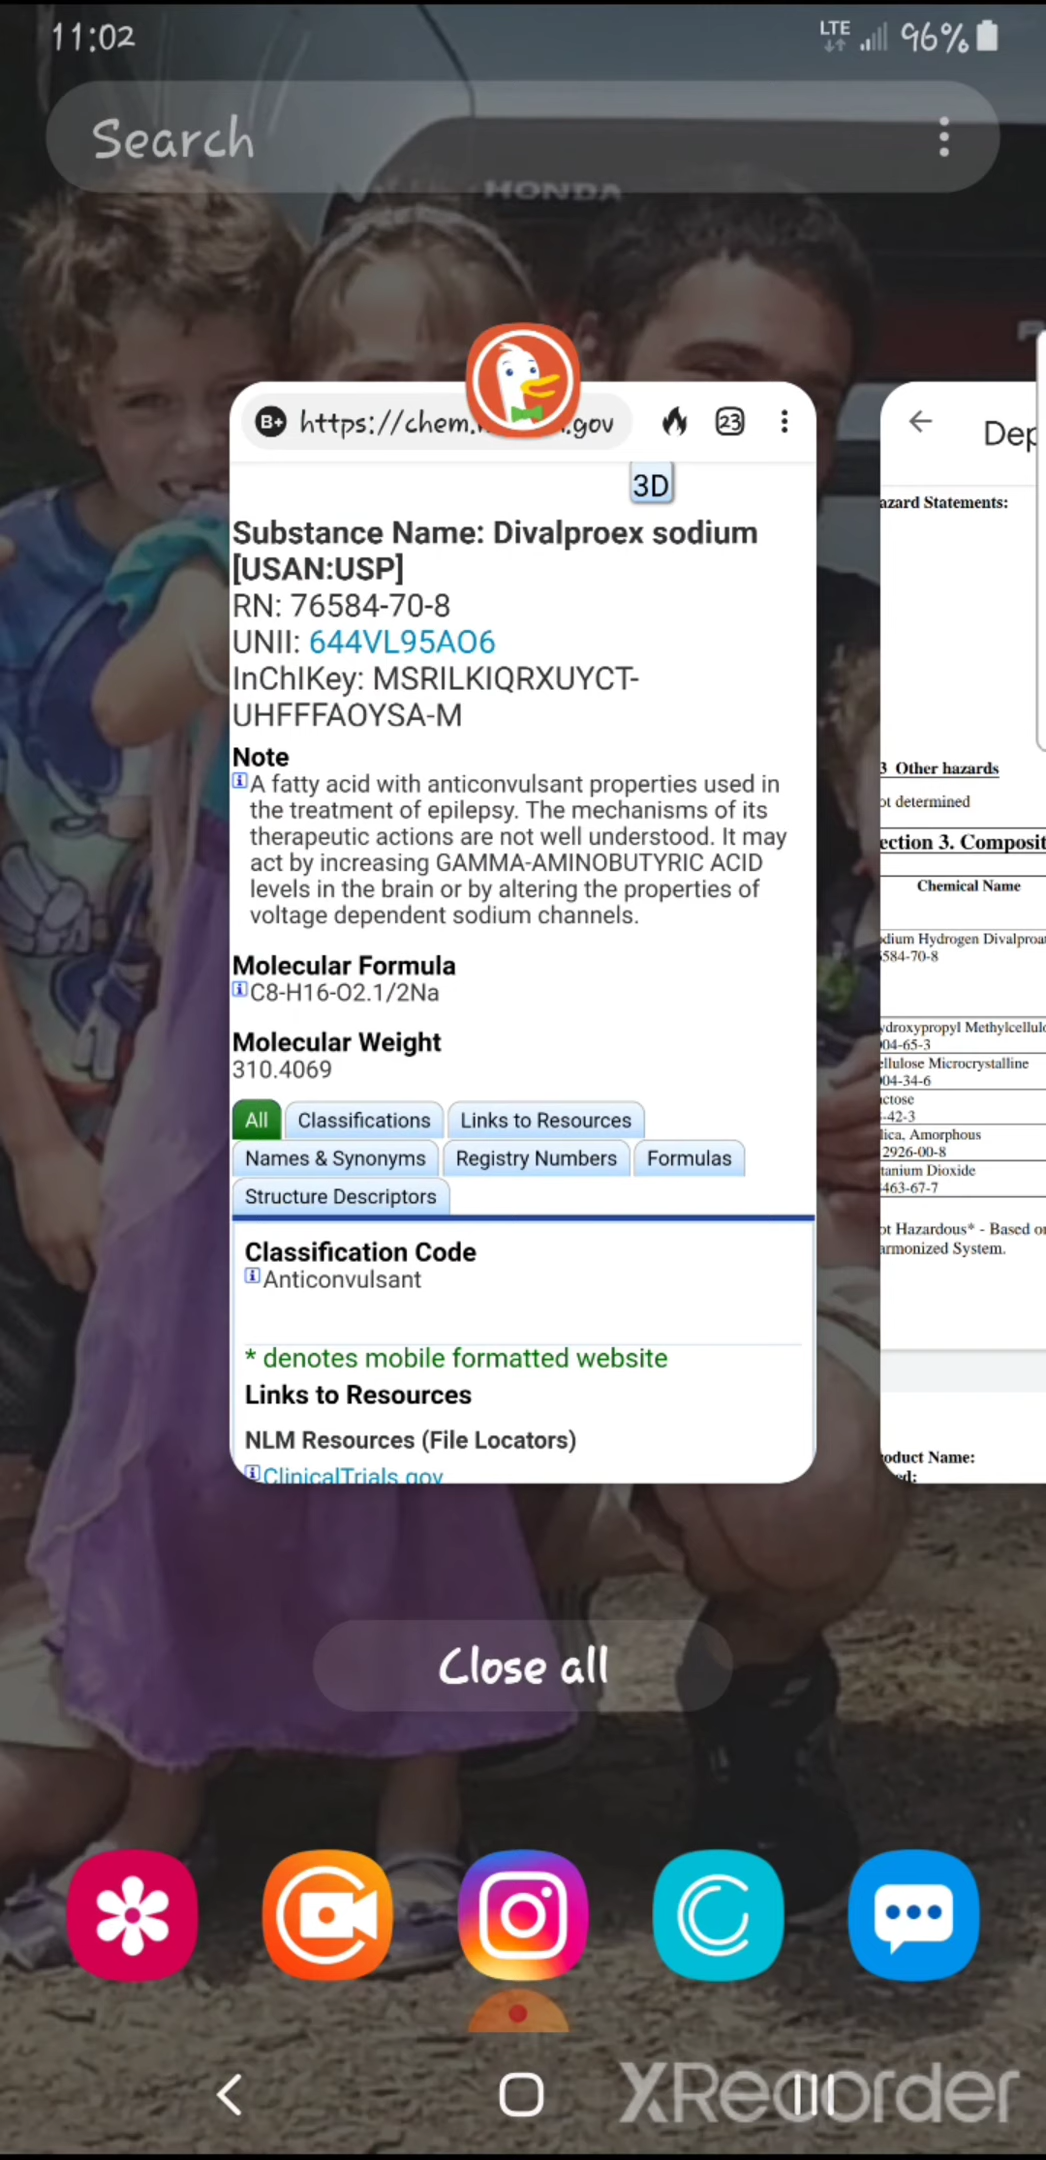 11:02
LTE
96%
Search
HONDA
B+
https://chem.
.gov
23
3D
Substance Name: Divalproex sodium
[USAN:USP]
RN: 76584-70-8
UNII: 644VL95AO6
InChIKey: MSRILKIQRXUYCT-
UHFFFAOYSA-M
Note
A fatty acid with anticonvulsant properties used in
the treatment of epilepsy. The mechanisms of its
therapeutic actions are not well understood. It may
act by increasing GAMMA-AMINOBUTYRIC ACID
levels in the brain or by altering the properties of
voltage dependent sodium channels.
Molecular Formula
C8-H16-O2.1/2Na
Molecular Weight
310.4069
All
Classifications
Links to Resources
Names & Synonyms
Registry Numbers
Formulas
Structure Descriptors
Classification Code
Anticonvulsant
* denotes mobile formatted website
Links to Resources
NLM Resources (File Locators)
ClinicalTrials.gov
Dep
azard Statements:
3 Other hazards
ot determined
ection 3. Composit
Chemical Name
dium Hydrogen Divalproa
584-70-8
ydroxypropyl Methylcellulo
04-65-3
ellulose Microcrystalline
04-34-6
actose
-42-3
lica, Amorphous
2926-00-8
tanium Dioxide
463-67-7
ot Hazardous* - Based on
armonized System.
oduct Name:
ed:
Close all
XRecorder